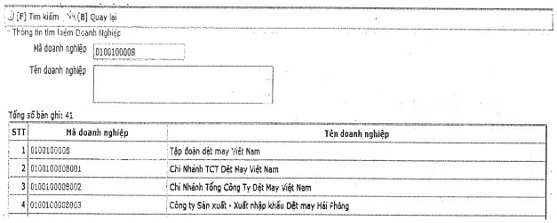 [F] Tìm kiếm [B] Quay lại
Thông tin tìm kiếm Doanh Nghiệp
Mã doanh nghiệp 0100100008
Tên doanh nghiệp
Tổng số bản ghi: 41
STT Mã doanh nghiệp Tên doanh nghiệp
1 0100100008 Tập đoàn dệt may Việt Nam
2 0100100008001 Chi Nhánh TCT Dệt May Việt Nam
3 0100100008002 Chi Nhánh Tổng Công Ty Dệt May Việt Nam
4 0100100008003 Công ty Sản xuất - Xuất nhập khẩu Dệt may Hải Phòng